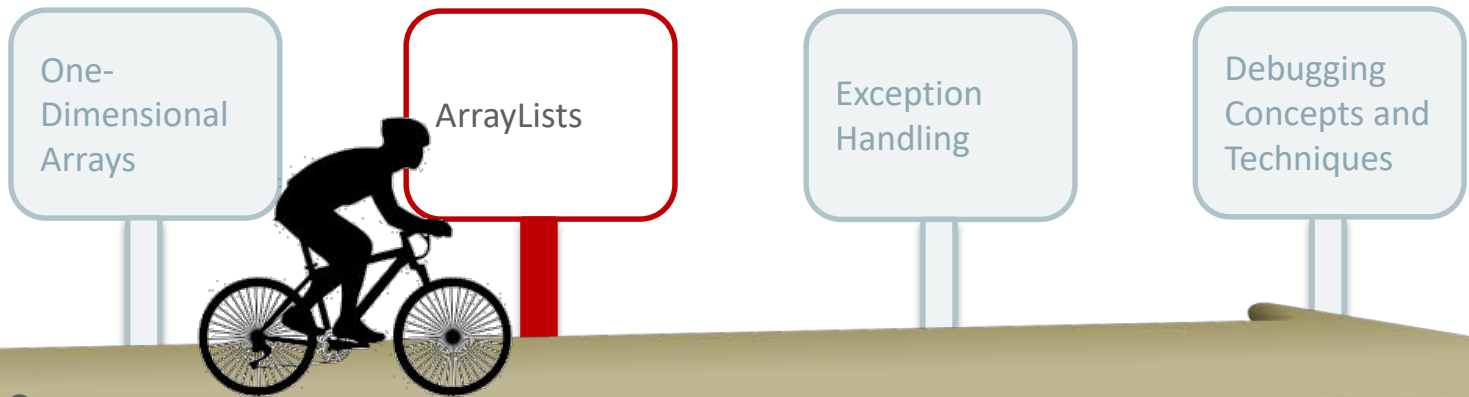 One-
Dimensional
Arrays
ArrayLists
Exception
Handling
Debugging
Concepts and
Techniques